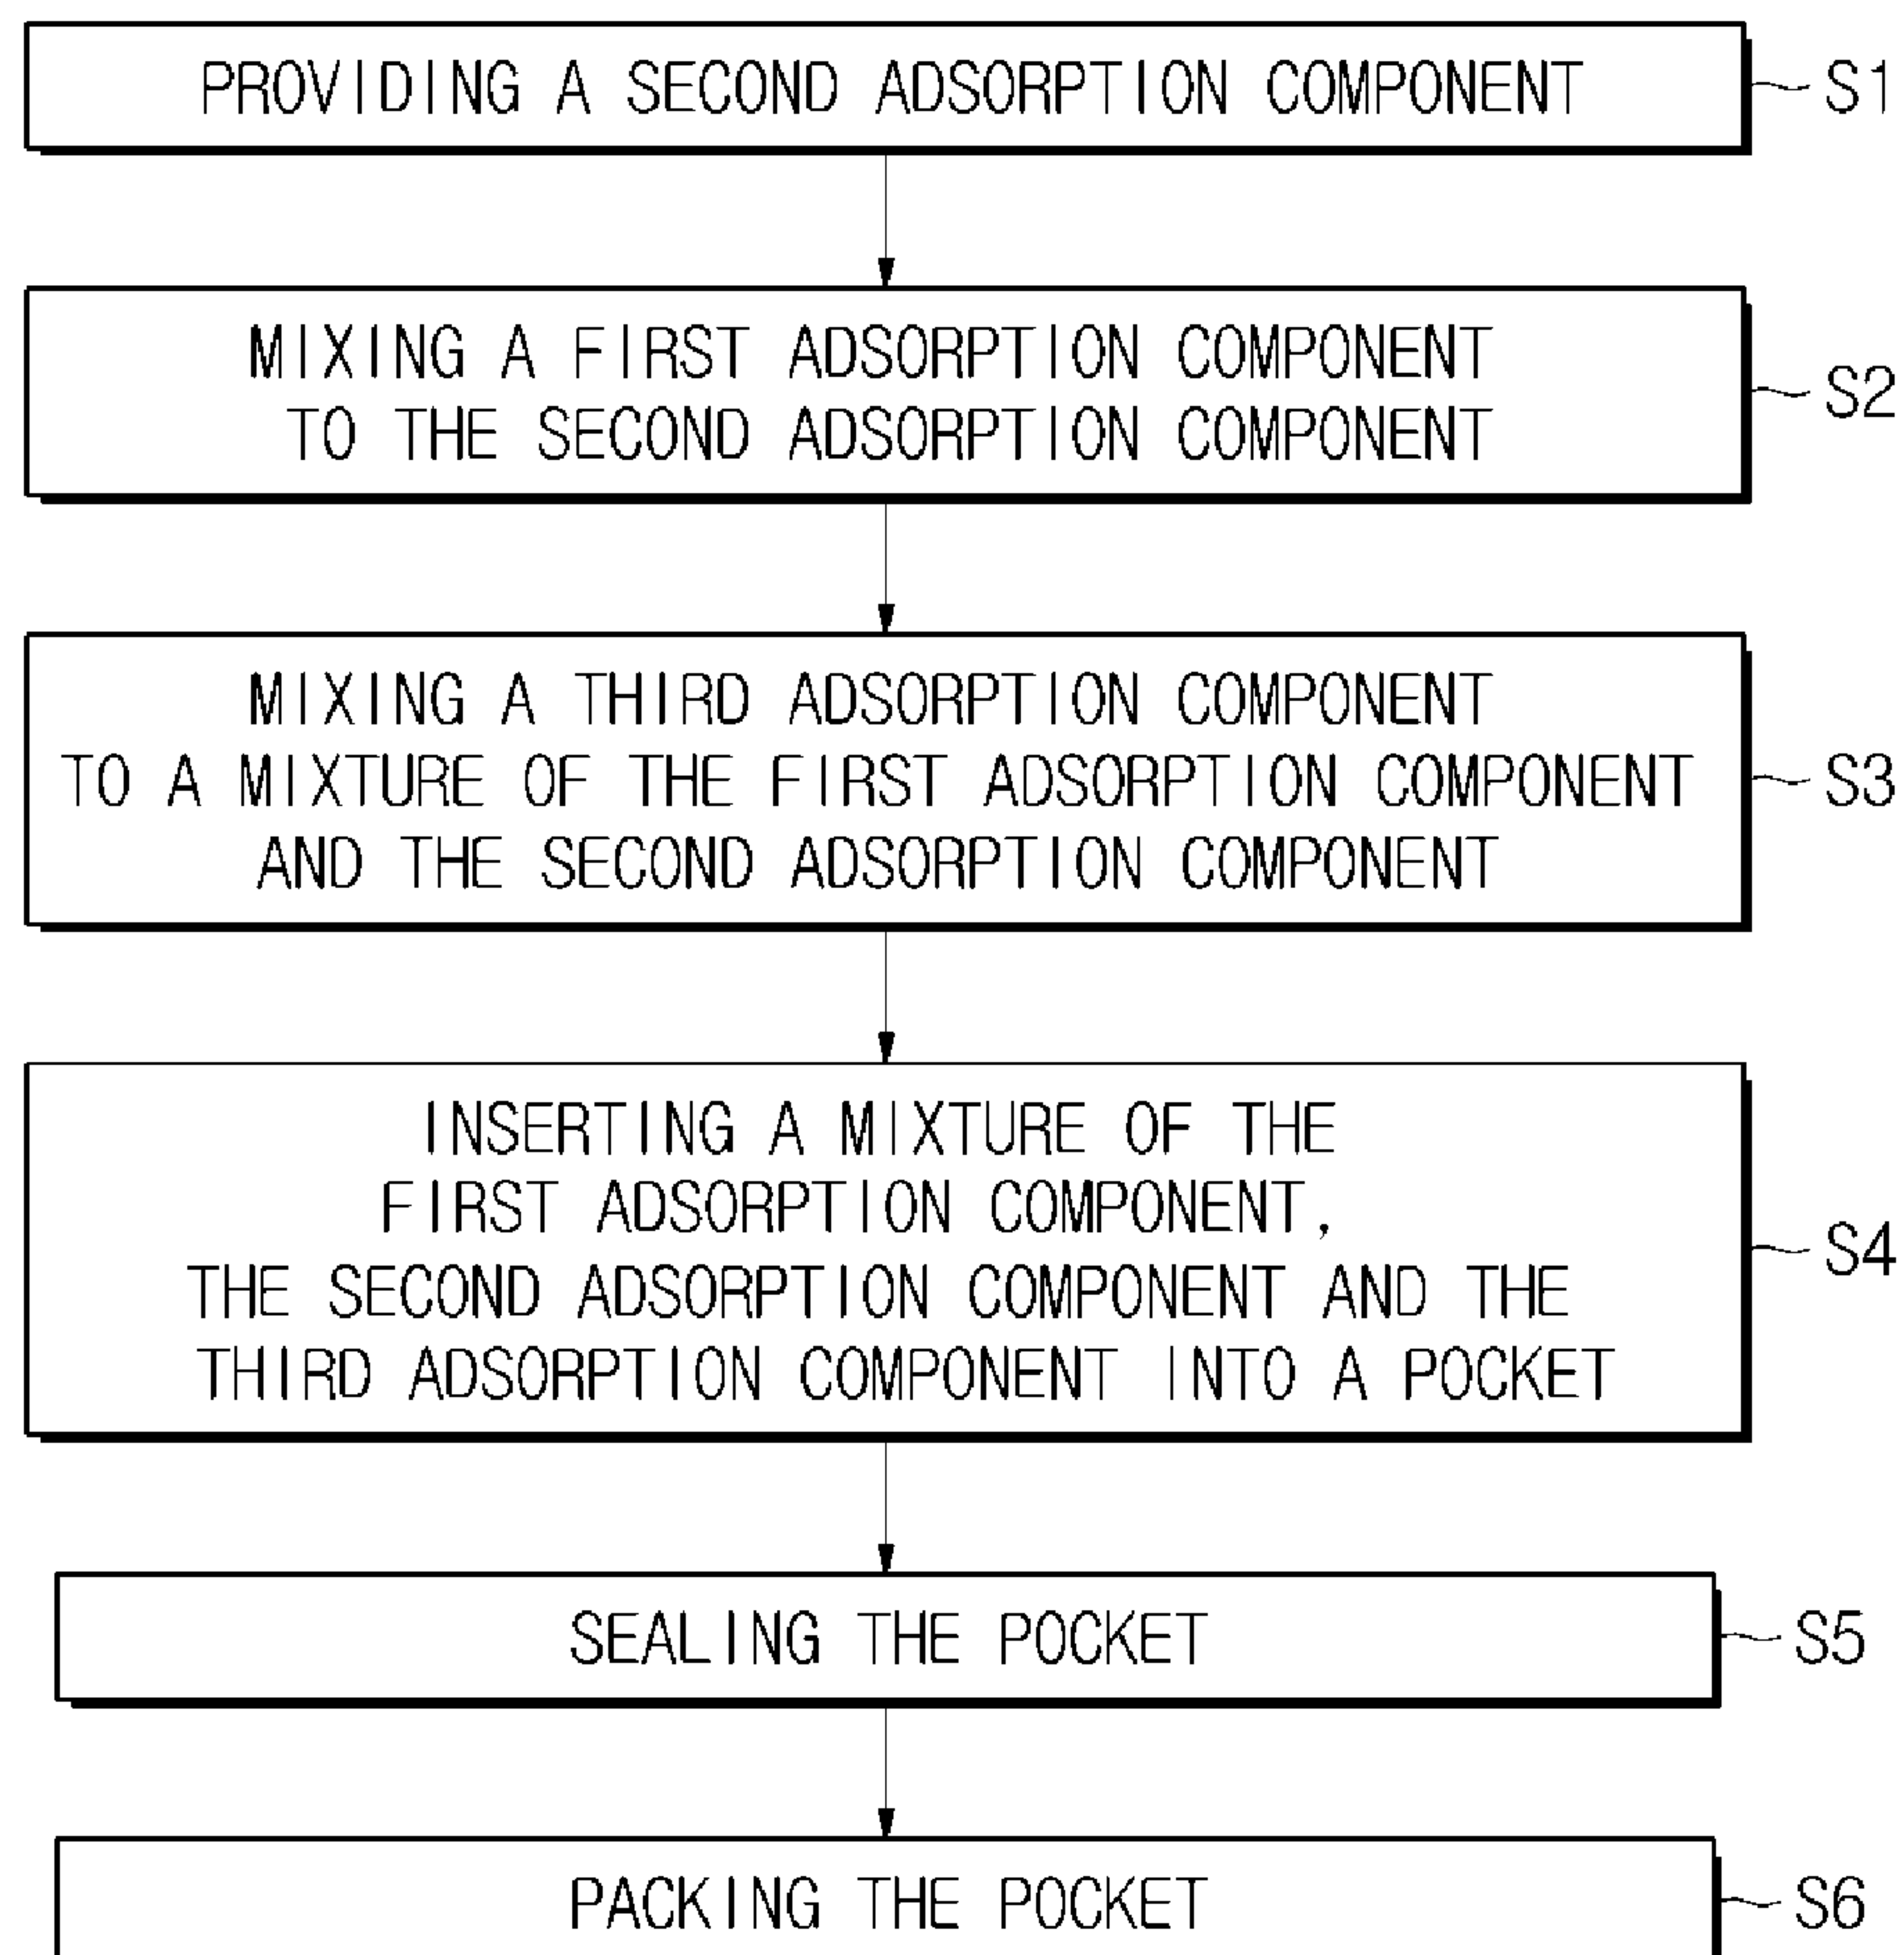 PROVIDING A SECOND ADSORPTION COMPONENT
S1
MIXING A FIRST ADSORPTION COMPONENT
TO THE SECOND ADSORPTION COMPONENT
S2
MIXING A THIRD ADSORPTION COMPONENT
TO A MIXTURE OF THE FIRST ADSORPTION COMPONENT
AND THE SECOND ADSORPTION COMPONENT
S3
INSERTING A MIXTURE OF THE
FIRST ADSORPTION COMPONENT,
THE SECOND ADSORPTION COMPONENT AND THE
THIRD ADSORPTION COMPONENT INTO A POCKET
S4
SEALING THE POCKET
S5
PACKING THE POCKET
S6